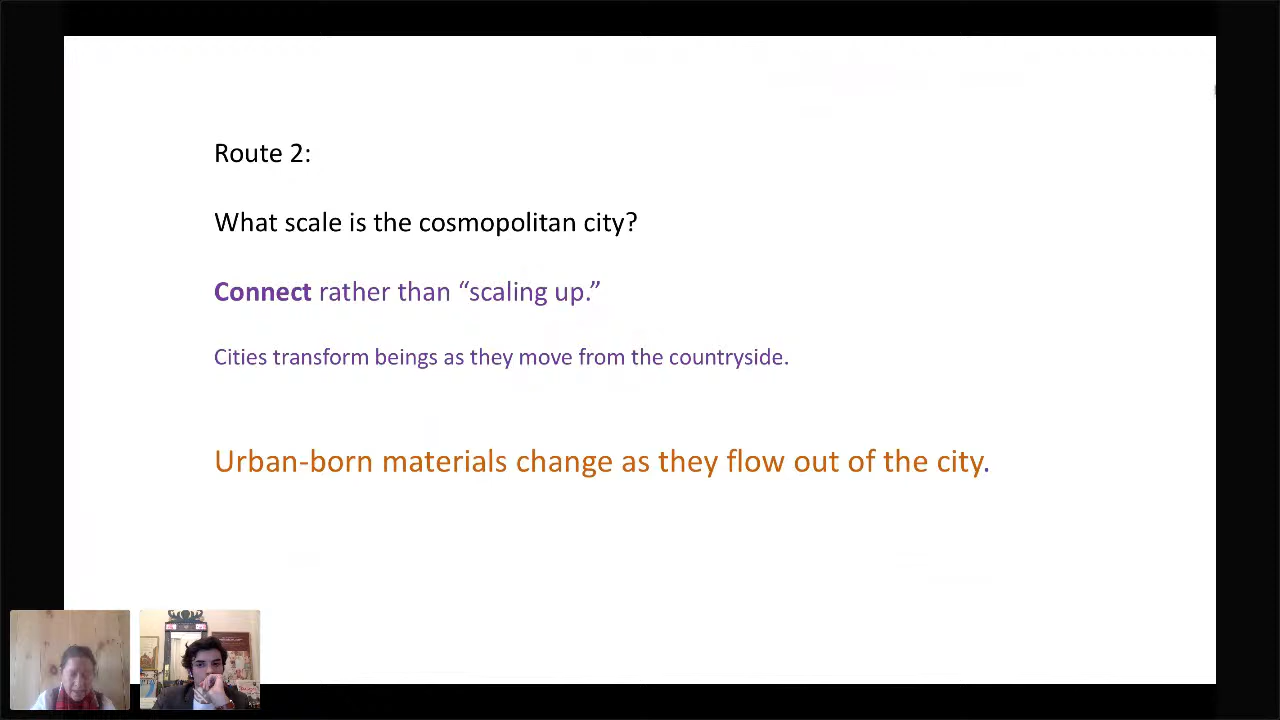 Route 2:
What scale is the cosmopolitan city?
Connect rather than “scaling up.”
Cities transform beings as they move from the countryside.
Urban-born materials change as they flow out of the city.